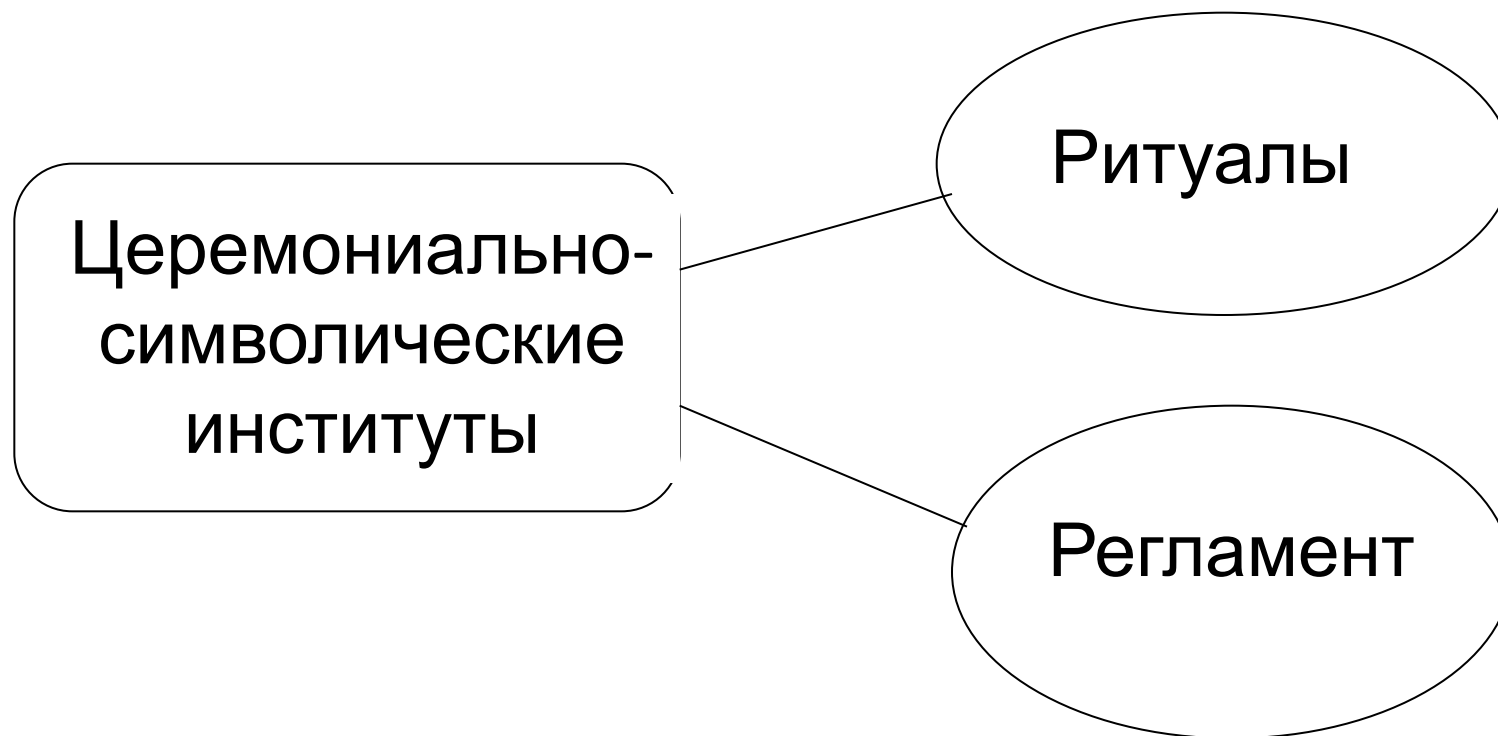 Церемониально-
символические
институты
Ритуалы
Регламент